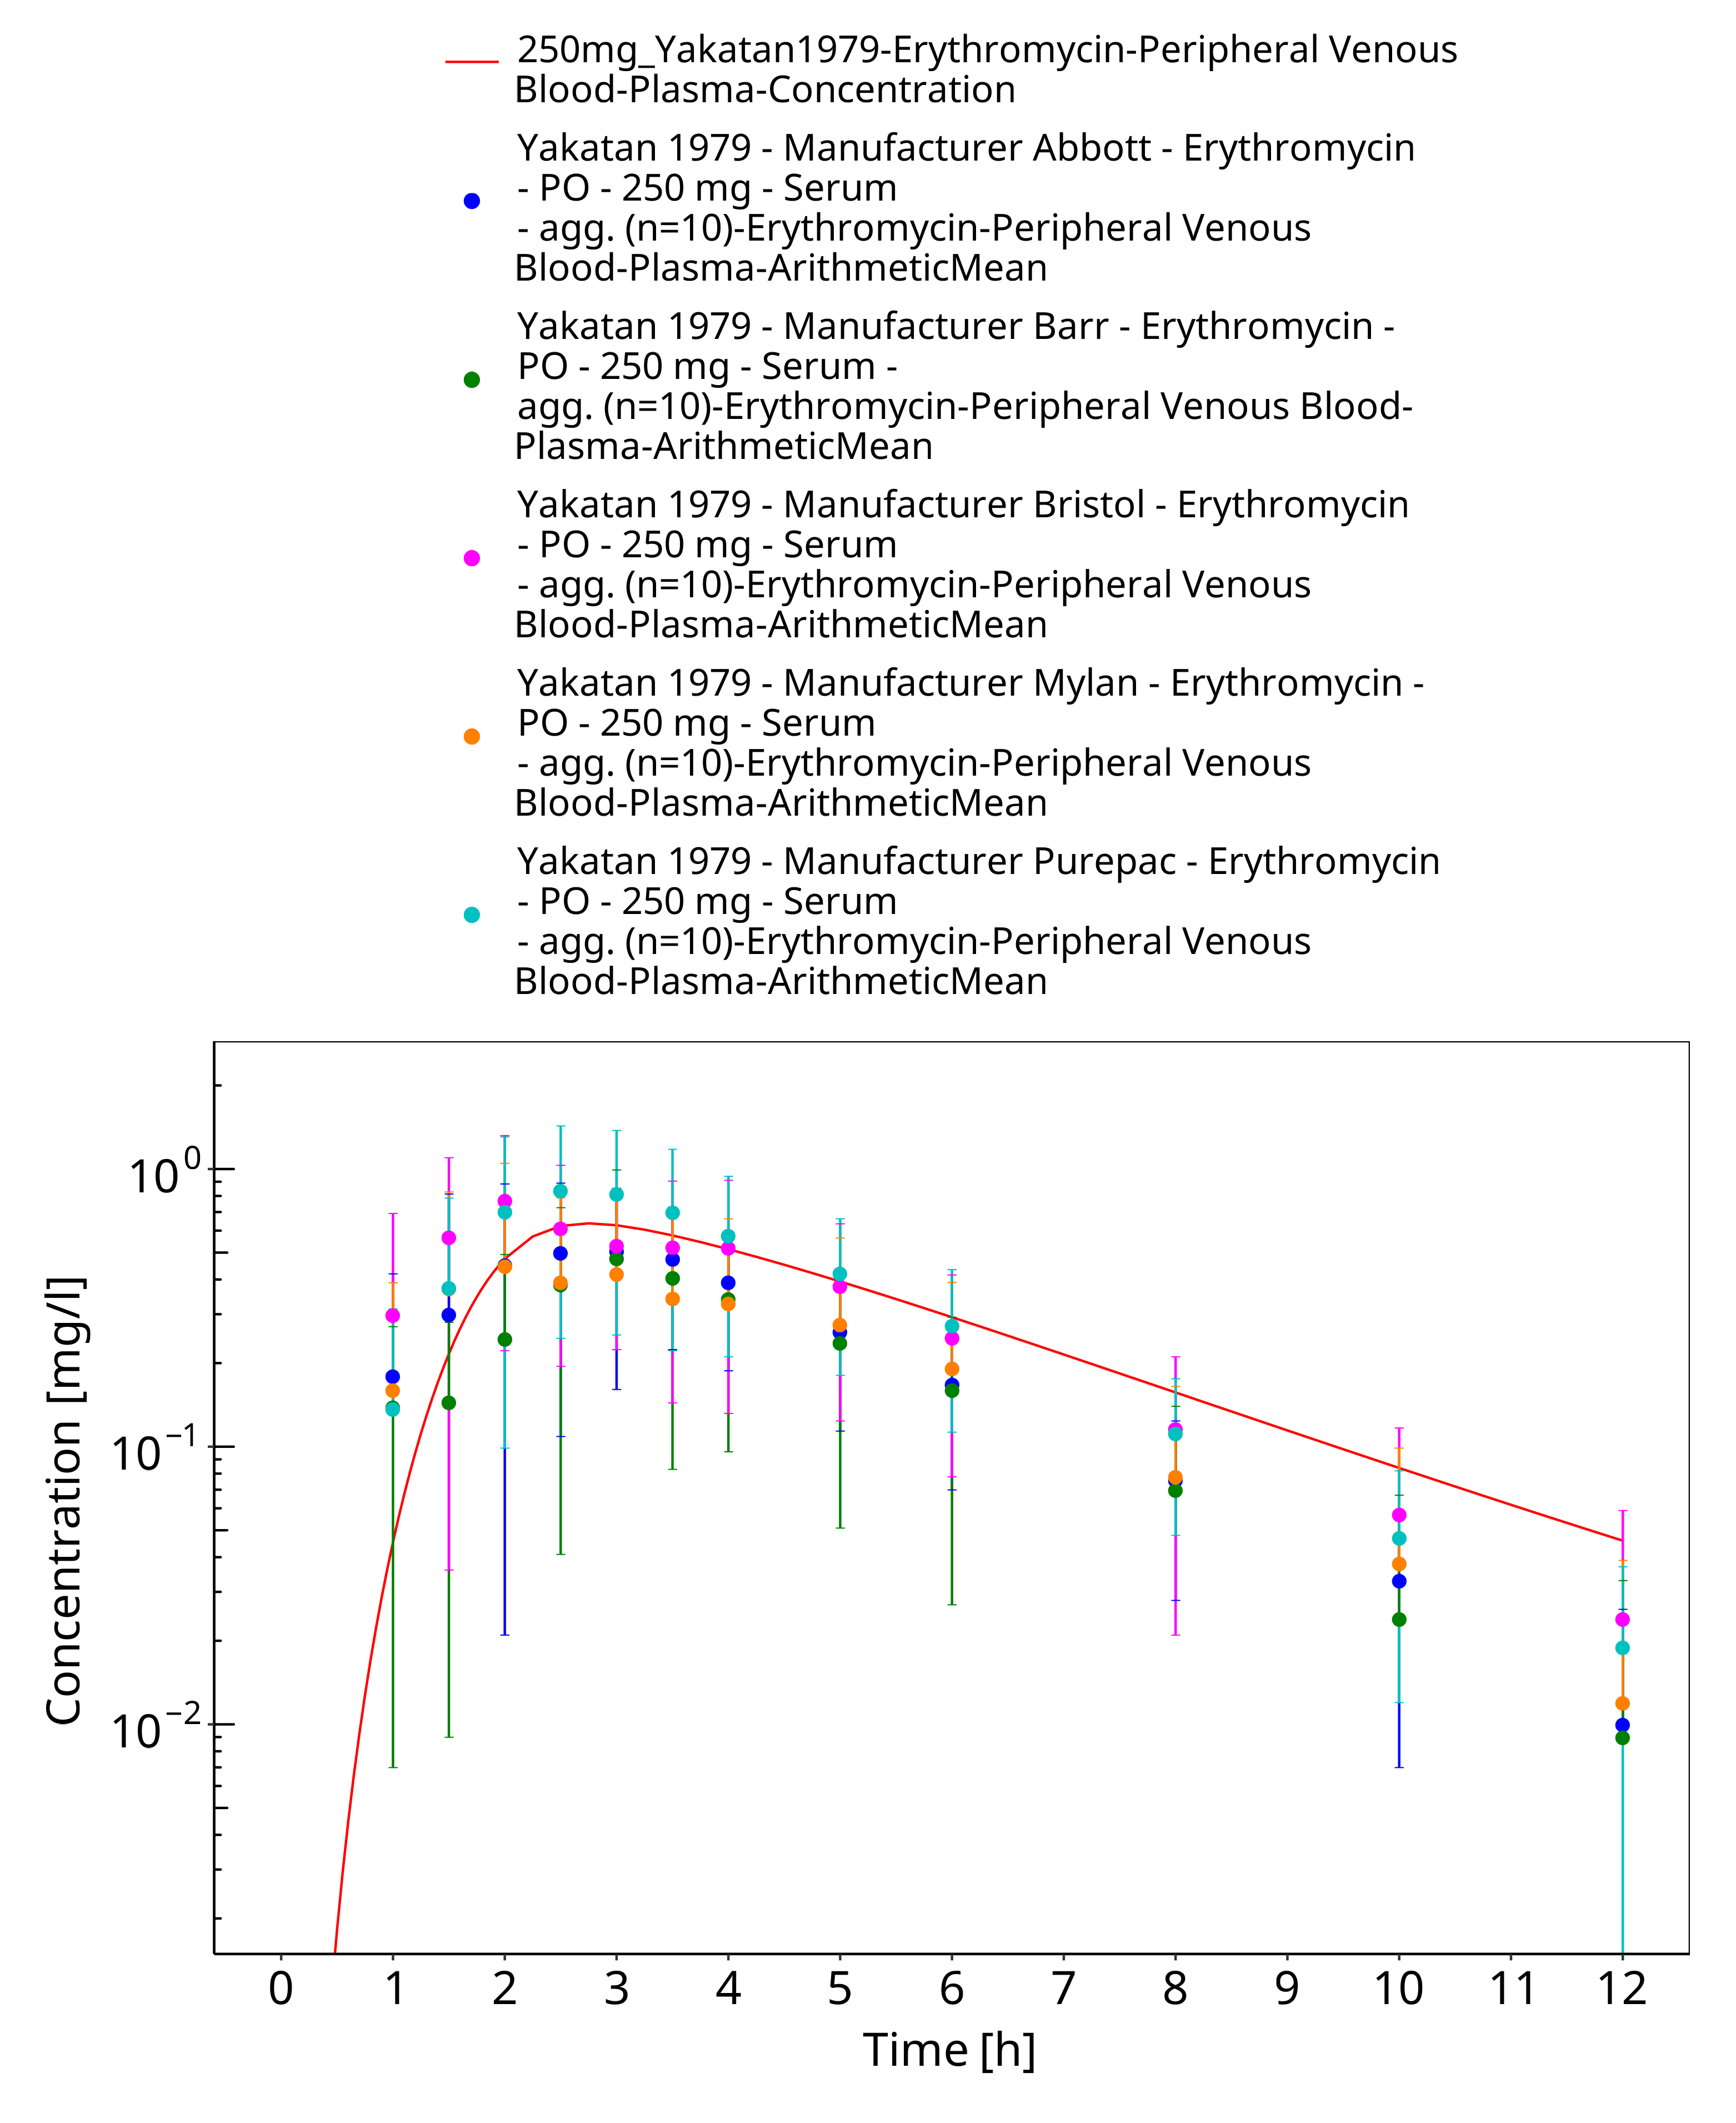 250mg_Yakatan1979-Erythromycin-Peripheral Venous
Blood-Plasma-Concentration
Yakatan 1979 - Manufacturer Abbott - Erythromycin
- PO - 250 mg - Serum
- agg. (n=10)-Erythromycin-Peripheral Venous
Blood-Plasma-ArithmeticMean
Yakatan 1979 - Manufacturer Barr - Erythromycin -
PO - 250 mg - Serum -
agg. (n=10)-Erythromycin-Peripheral Venous Blood-
Plasma-ArithmeticMean
Yakatan 1979 - Manufacturer Bristol - Erythromycin
- PO - 250 mg - Serum
- agg. (n=10)-Erythromycin-Peripheral Venous
Blood-Plasma-ArithmeticMean
Yakatan 1979 - Manufacturer Mylan - Erythromycin -
PO - 250 mg - Serum
- agg. (n=10)-Erythromycin-Peripheral Venous
Blood-Plasma-ArithmeticMean
Yakatan 1979 - Manufacturer Purepac - Erythromycin
- PO - 250 mg - Serum
- agg. (n=10)-Erythromycin-Peripheral Venous
Blood-Plasma-ArithmeticMean
Concentration [mg/l]
10⁰
10⁻¹
10⁻²
0 1 2 3 4 5 6 7 8 9 10 11 12
Time [h]